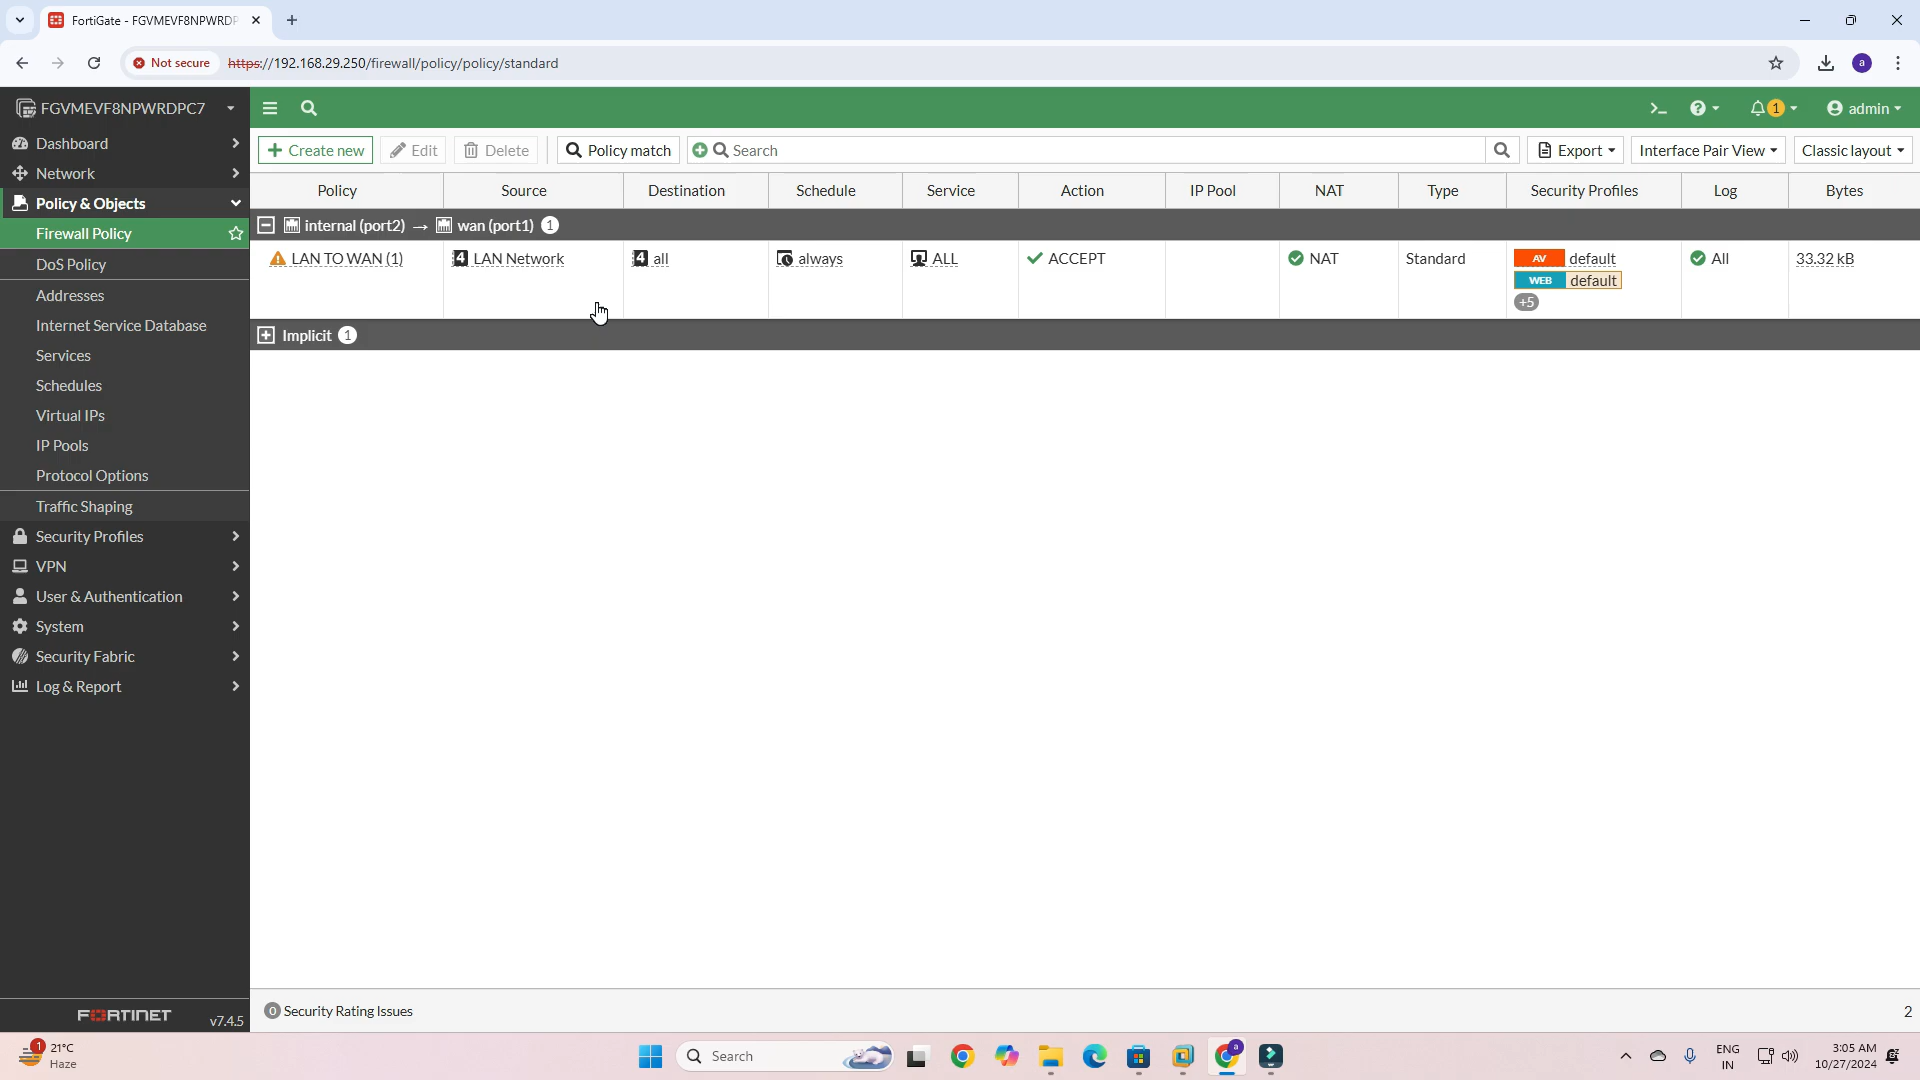 FortiGate - FGVMEVF8NPWRDP
Not secure https://192.168.29.250/firewall/policy/policy/standard
a
FGVMEVF8NPWRDPC7
1 admin
Dashboard
Network
Policy & Objects
Firewall Policy
DoS Policy
Addresses
Internet Service Database
Services
Schedules
Virtual IPs
IP Pools
Protocol Options
Traffic Shaping
Security Profiles
VPN
User & Authentication
System
Security Fabric
Log & Report
FORTINET v7.4.5
Create new Edit Delete Policy match Search Export Interface Pair View Classic layout
Policy Source Destination Schedule Service Action IP Pool NAT Type Security Profiles Log Bytes
internal (port2) → wan (port1) 1
LAN TO WAN (1) 4 LAN Network 4 all always ALL ACCEPT NAT Standard AV default All 33.32 kB
WEB default
+5
Implicit 1
0 Security Rating Issues 2
1 21°C
Haze
Search
a
ENG
IN
3:05 AM
10/27/2024